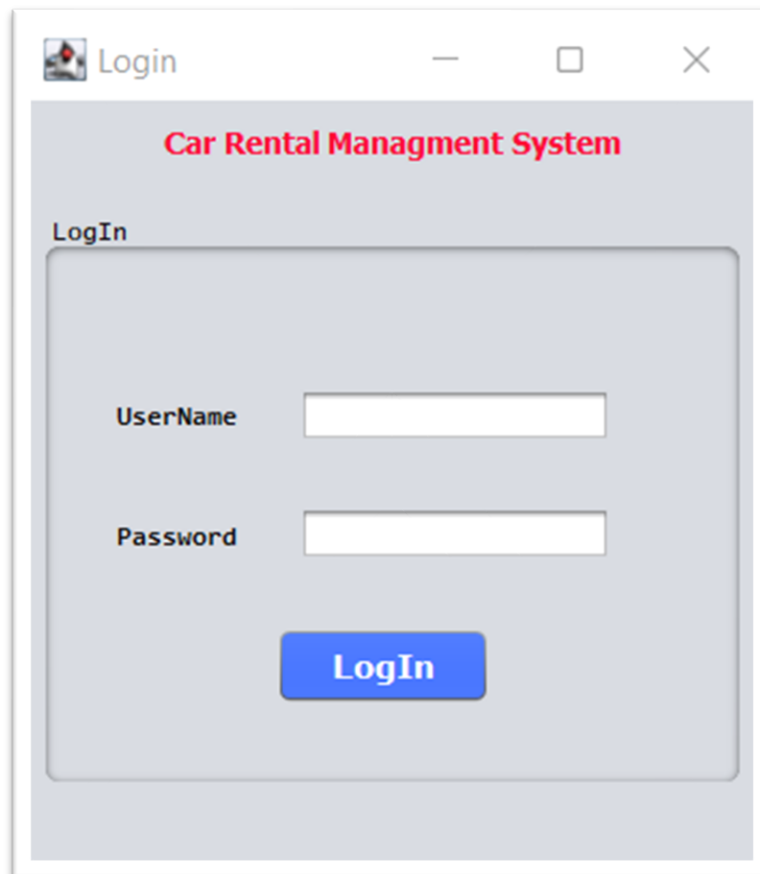 Login
Car Rental Managment System
LogIn
UserName
Password
LogIn